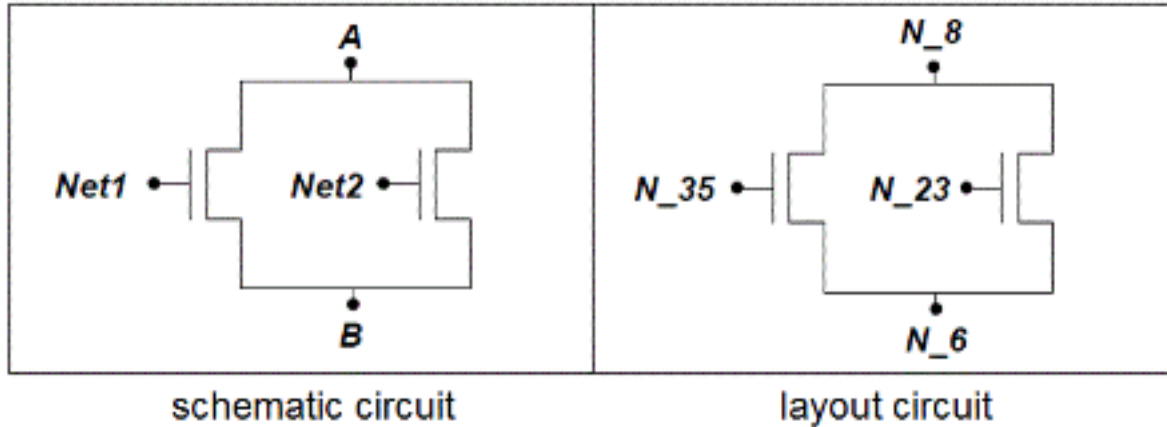 A
Net1
Net2
B
schematic circuit
N_8
N_35
N_23
N_6
layout circuit